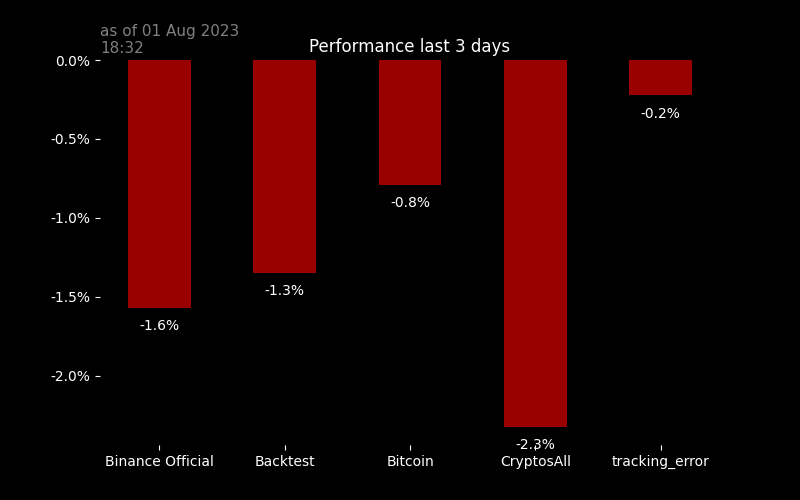 as of 01 Aug 2023
18:32
Performance last 3 days
0.0%
-0.5%
-1.0%
-1.5%
-2.0%
-1.6%
-1.3%
-0.8%
-2.3%
-0.2%
Binance Official
Backtest
Bitcoin
CryptosAll
tracking_error